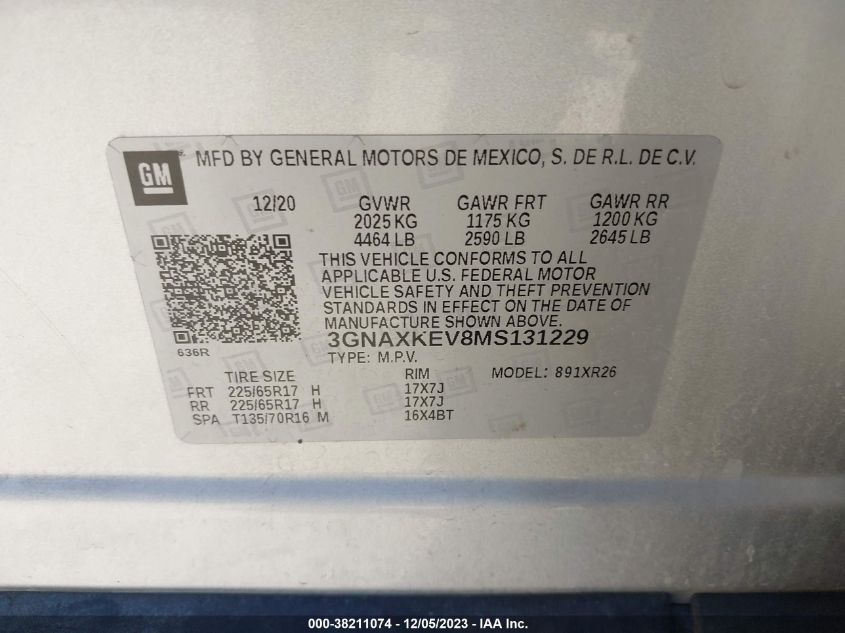 GM
MFD BY GENERAL MOTORS DE MEXICO, S. DE R.L. DE C.V.
12/20 GVWR GAWR FRT GAWR RR
2025 KG 1175 KG 1200 KG
4464 LB 2590 LB 2645 LB
THIS VEHICLE CONFORMS TO ALL
APPLICABLE U.S. FEDERAL MOTOR
VEHICLE SAFETY AND THEFT PREVENTION
STANDARDS IN EFFECT ON THE DATE OF
MANUFACTURE SHOWN ABOVE.
636R
3GNAXKEV8MS131229
TYPE: M.P.V.
TIRE SIZE RIM MODEL: 891XR26
FRT 225/65R17 H 17X7J
RR 225/65R17 H 17X7J
SPA T135/70R16 M 16X4BT
000-38211074 - 12/05/2023 - IAA Inc.